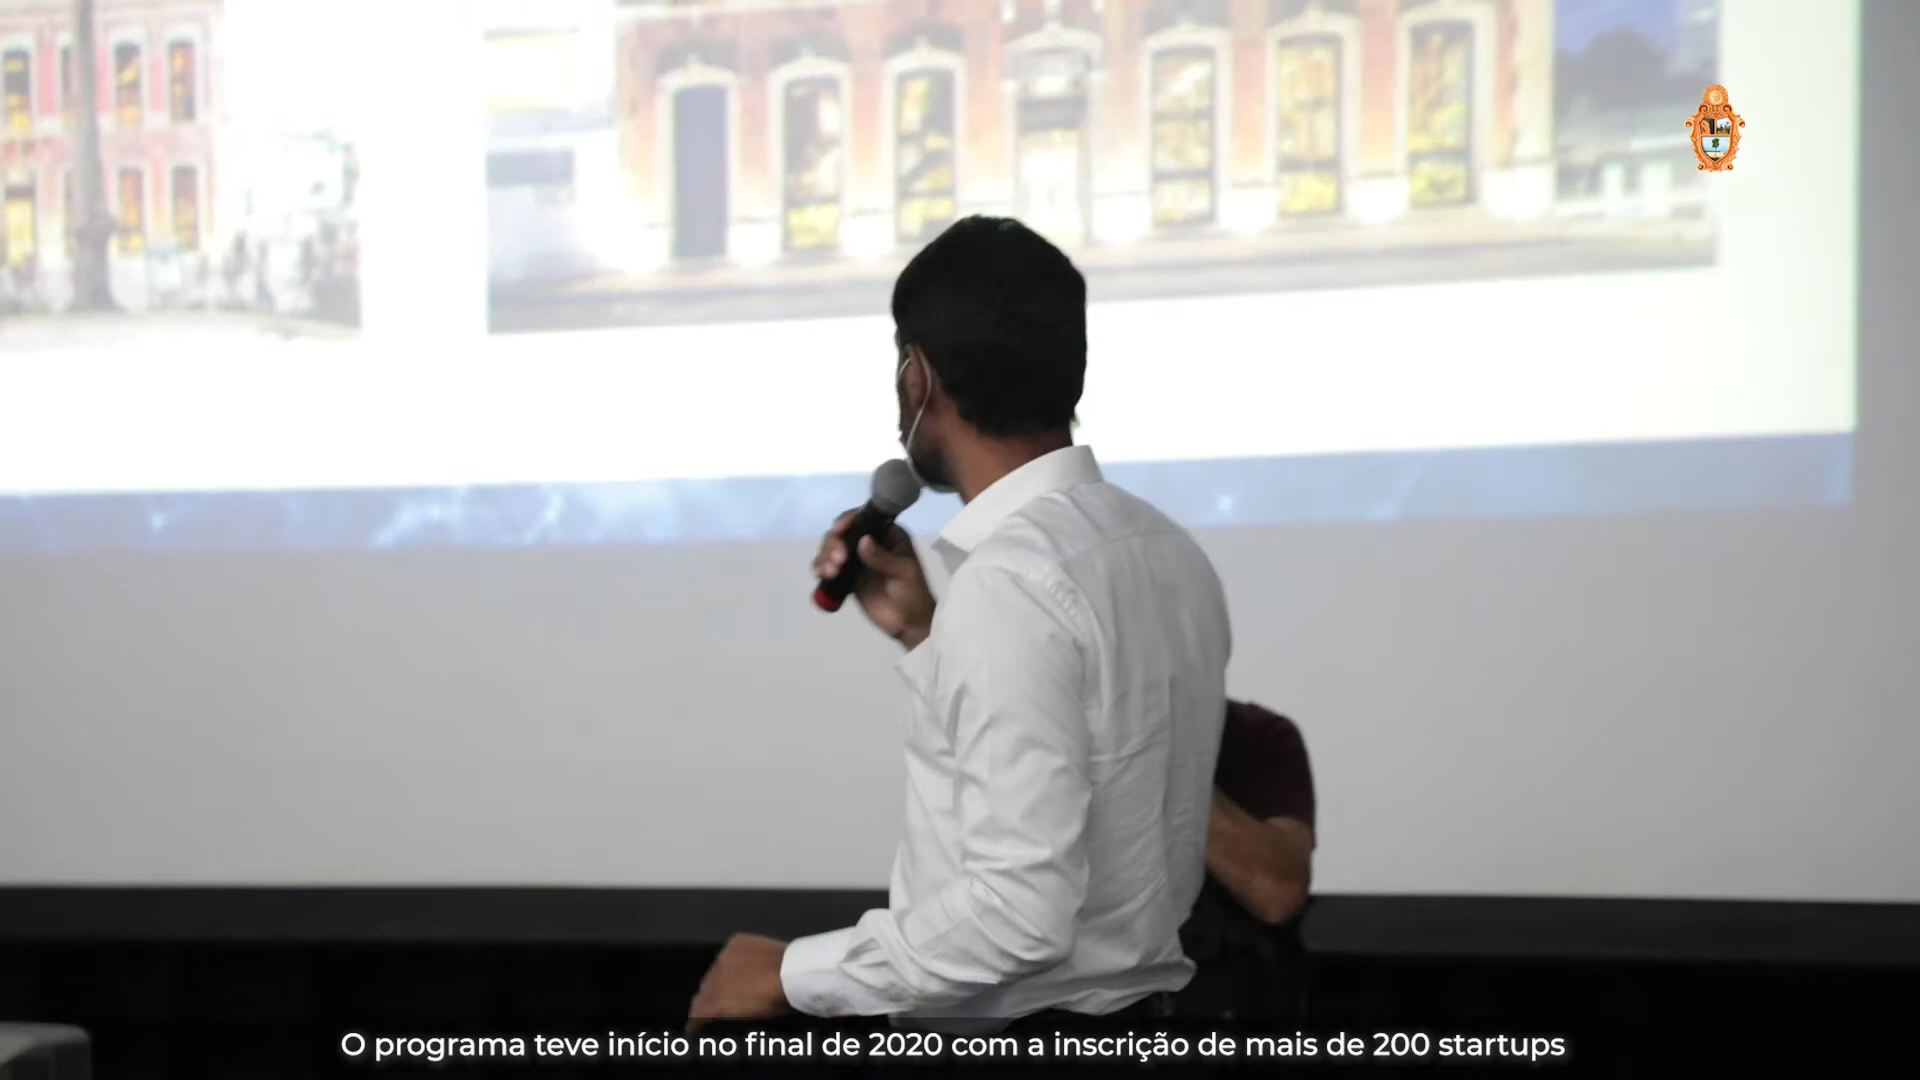 O programa teve início no final de 2020 com a inscrição de mais de 200 startups